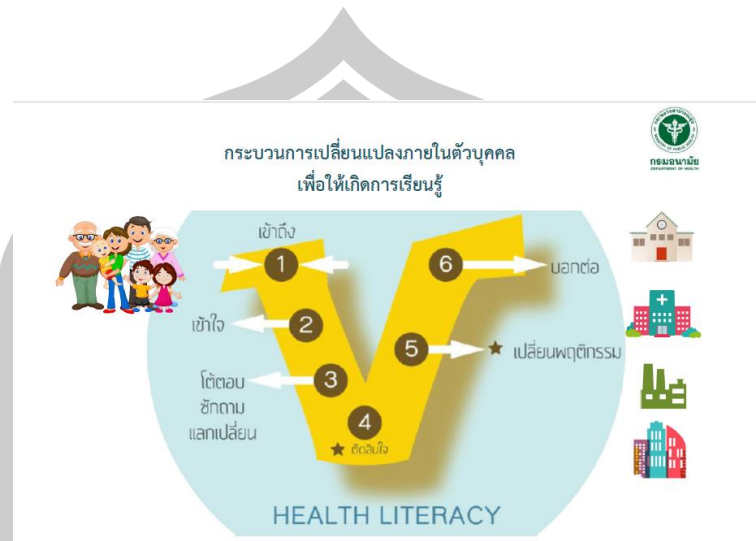 กระบวนการเปลี่ยนแปลงภายในตัวบุคคล
เพื่อให้เกิดการเรียนรู้
กรมอนามัย
DEPARTMENT OF HEALTH
เข้าถึง
1
6
บอกต่อ
เข้าใจ
2
5
★ เปลี่ยนพฤติกรรม
โต้ตอบ
ซักถาม
แลกเปลี่ยน
3
4
★ ตัดสินใจ
HEALTH LITERACY